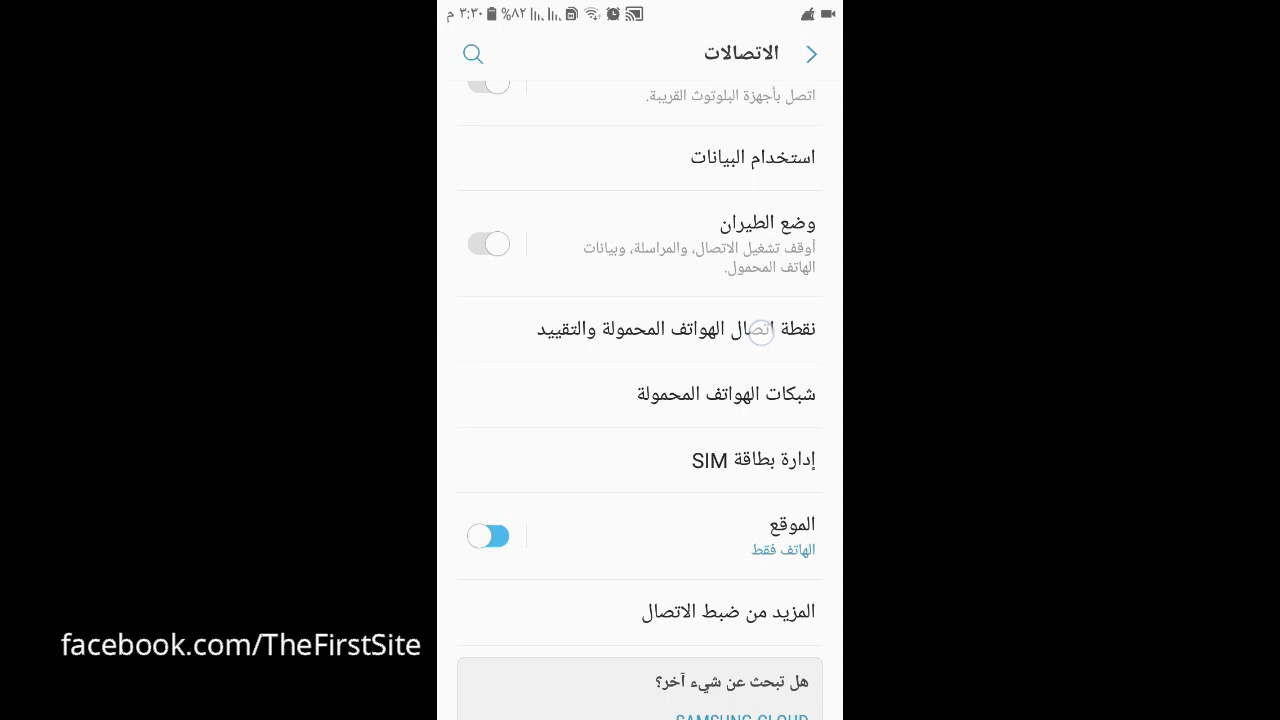 م ٣:٣٠ %٨٢
الاتصالات
اتصل بأجهزة البلوتوث القريبة.
استخدام البيانات
وضع الطيران
أوقف تشغيل الاتصال، والمراسلة، وبيانات
الهاتف المحمول.
نقطة اتصال الهواتف المحمولة والتقييد
شبكات الهواتف المحمولة
إدارة بطاقة SIM
الموقع
الهاتف فقط
المزيد من ضبط الاتصال
facebook.com/TheFirstSite
هل تبحث عن شيء آخر؟
SAMSUNG CLOUD